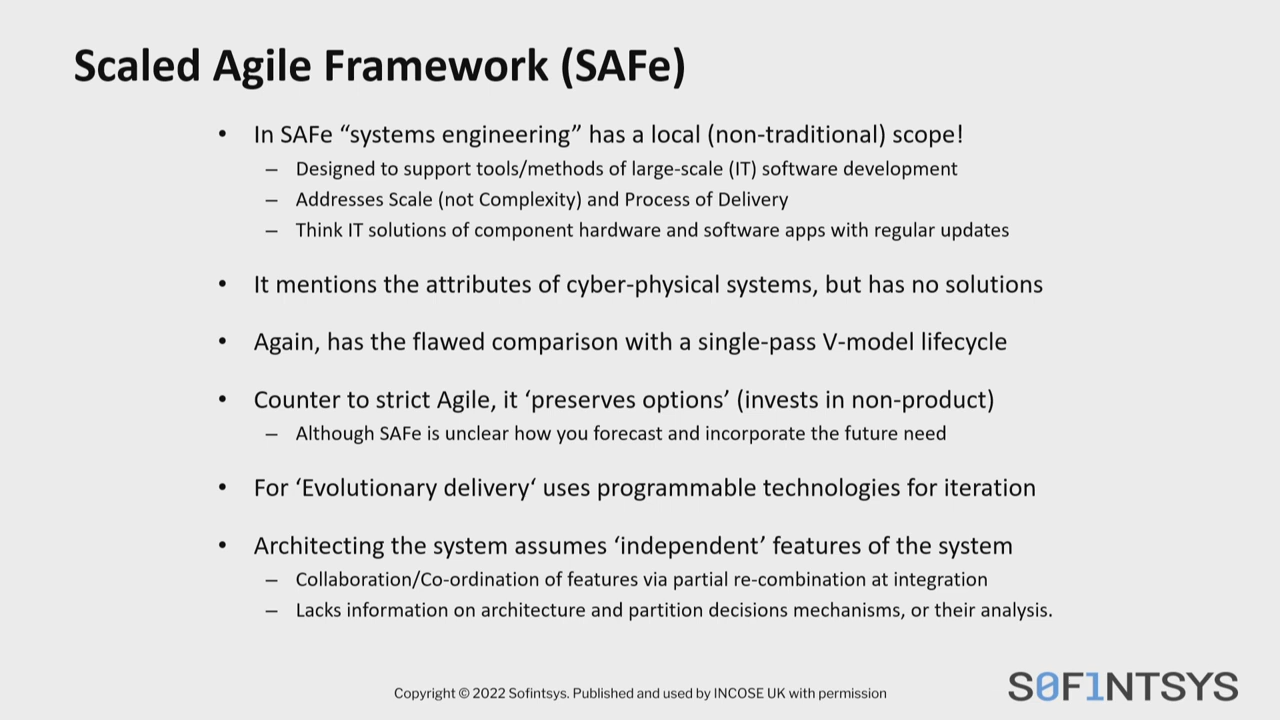 Scaled Agile Framework (SAFe)
• In SAFe “systems engineering” has a local (non-traditional) scope!
– Designed to support tools/methods of large-scale (IT) software development
– Addresses Scale (not Complexity) and Process of Delivery
– Think IT solutions of component hardware and software apps with regular updates
• It mentions the attributes of cyber-physical systems, but has no solutions
• Again, has the flawed comparison with a single-pass V-model lifecycle
• Counter to strict Agile, it ‘preserves options’ (invests in non-product)
– Although SAFe is unclear how you forecast and incorporate the future need
• For ‘Evolutionary delivery‘ uses programmable technologies for iteration
• Architecting the system assumes ‘independent’ features of the system
– Collaboration/Co-ordination of features via partial re-combination at integration
– Lacks information on architecture and partition decisions mechanisms, or their analysis.
Copyright © 2022 Sofintsys. Published and used by INCOSE UK with permission
S0F1NTSYS